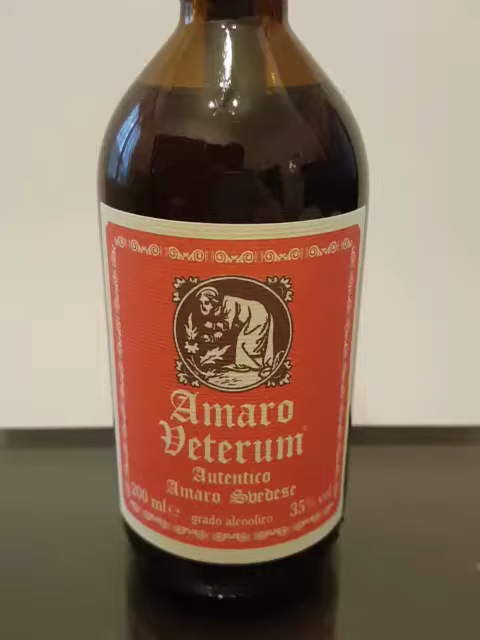 Amaro
Veterum®
Autentico
Amaro Svedese
200 ml e 35% vol
grado alcoolico